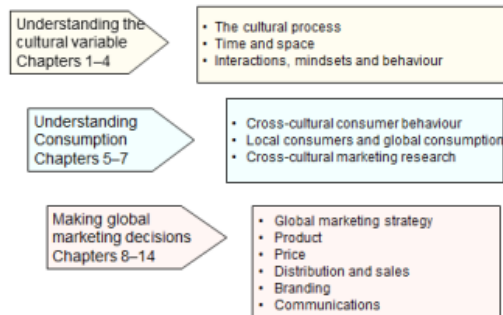 Understanding the
cultural variable
Chapters 1–4
• The cultural process
• Time and space
• Interactions, mindsets and behaviour
Understanding
Consumption
Chapters 5–7
• Cross-cultural consumer behaviour
• Local consumers and global consumption
• Cross-cultural marketing research
Making global
marketing decisions
Chapters 8–14
• Global marketing strategy
• Product
• Price
• Distribution and sales
• Branding
• Communications